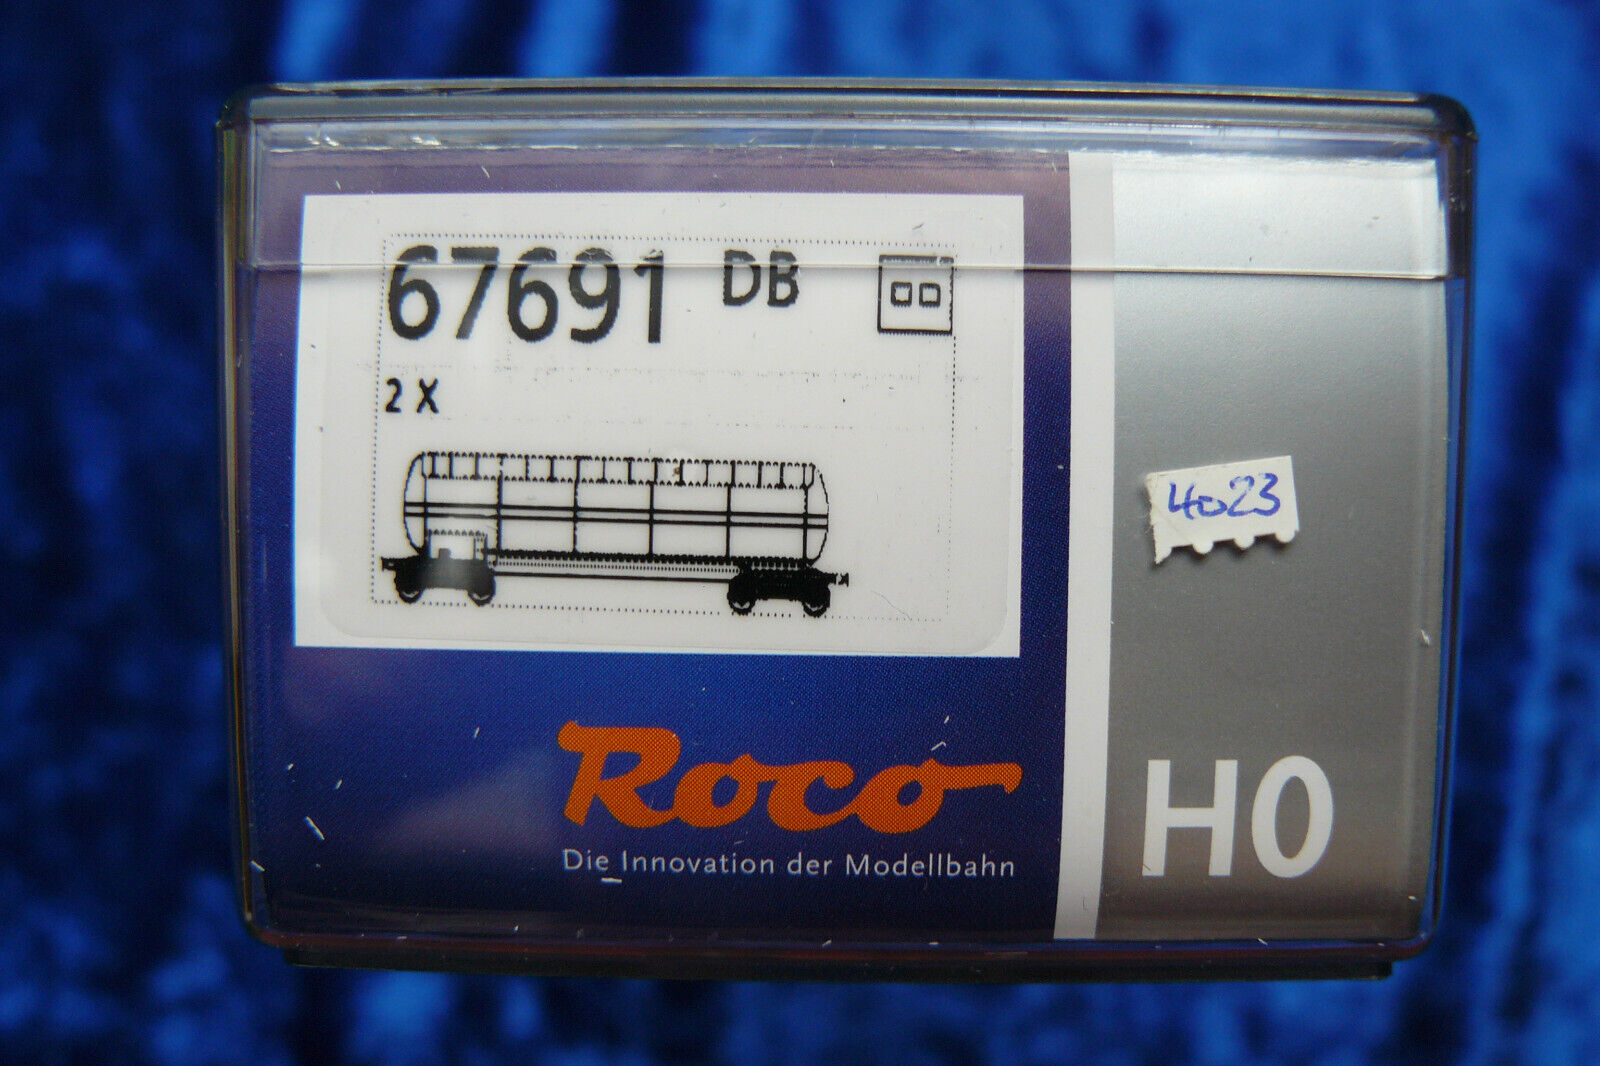 67691 DB
2 X
4023
Roco
Die Innovation der Modellbahn
H0